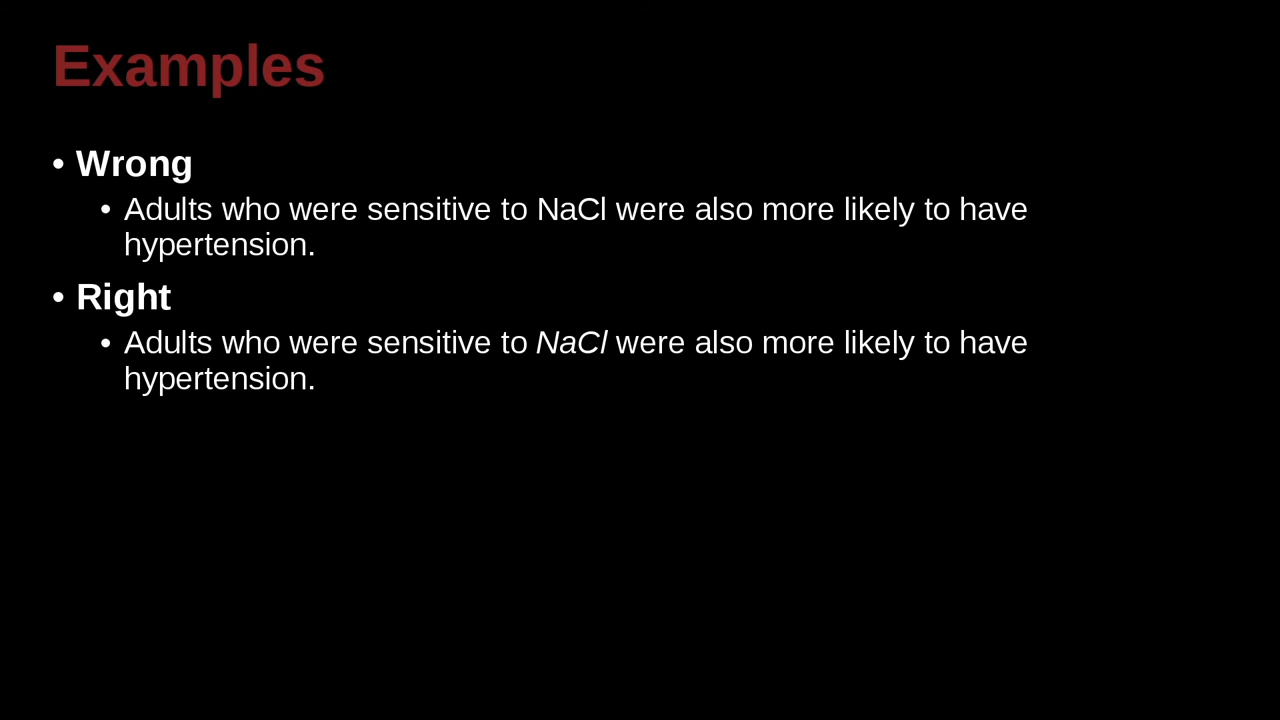 Examples
• Wrong
• Adults who were sensitive to NaCl were also more likely to have
hypertension.
• Right
• Adults who were sensitive to NaCl were also more likely to have
hypertension.